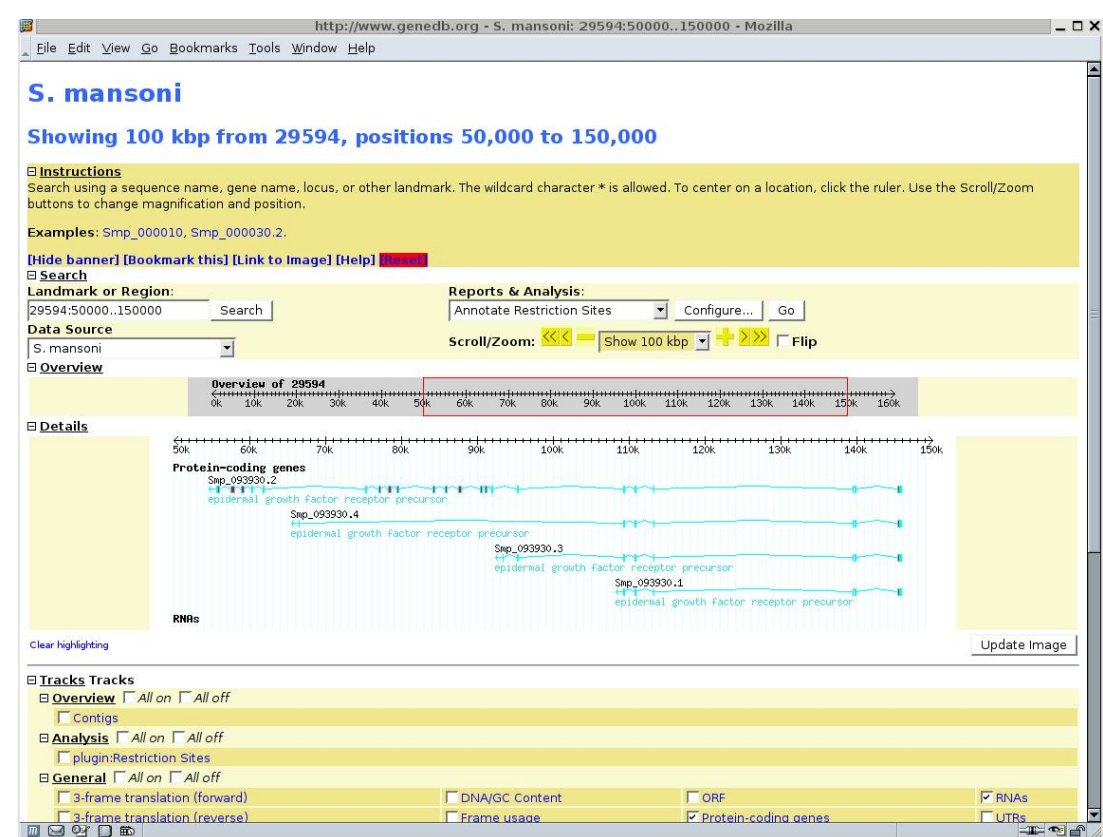 http://www.genedb.org - S. mansoni: 29594:50000..150000 - Mozilla
File Edit View Go Bookmarks Tools Window Help
S. mansoni
Showing 100 kbp from 29594, positions 50,000 to 150,000
Instructions
Search using a sequence name, gene name, locus, or other landmark. The wildcard character * is allowed. To center on a location, click the ruler. Use the Scroll/Zoom
buttons to change magnification and position.
Examples: Smp_000010, Smp_000030.2.
[Hide banner] [Bookmark this] [Link to Image] [Help] [Reset]
Search
Landmark or Region: Reports & Analysis:
29594:50000..150000 Search Annotate Restriction Sites Configure... Go
Data Source
S. mansoni Scroll/Zoom: << < Show 100 kbp > >> Flip
Overview
Overview of 29594
0k 10k 20k 30k 40k 50k 60k 70k 80k 90k 100k 110k 120k 130k 140k 150k 160k
Details
50k 60k 70k 80k 90k 100k 110k 120k 130k 140k 150k
Protein-coding genes
Smp_093930.2
epidermal growth factor receptor precursor
Smp_093930.4
epidermal growth factor receptor precursor
Smp_093930.3
epidermal growth factor receptor precursor
Smp_093930.1
epidermal growth factor receptor precursor
RNAs
Clear highlighting Update Image
Tracks Tracks
Overview All on All off
Contigs
Analysis All on All off
plugin:Restriction Sites
General All on All off
3-frame translation (forward) DNA/GC Content ORF RNAs
3-frame translation (reverse) Frame usage Protein-coding genes UTRs